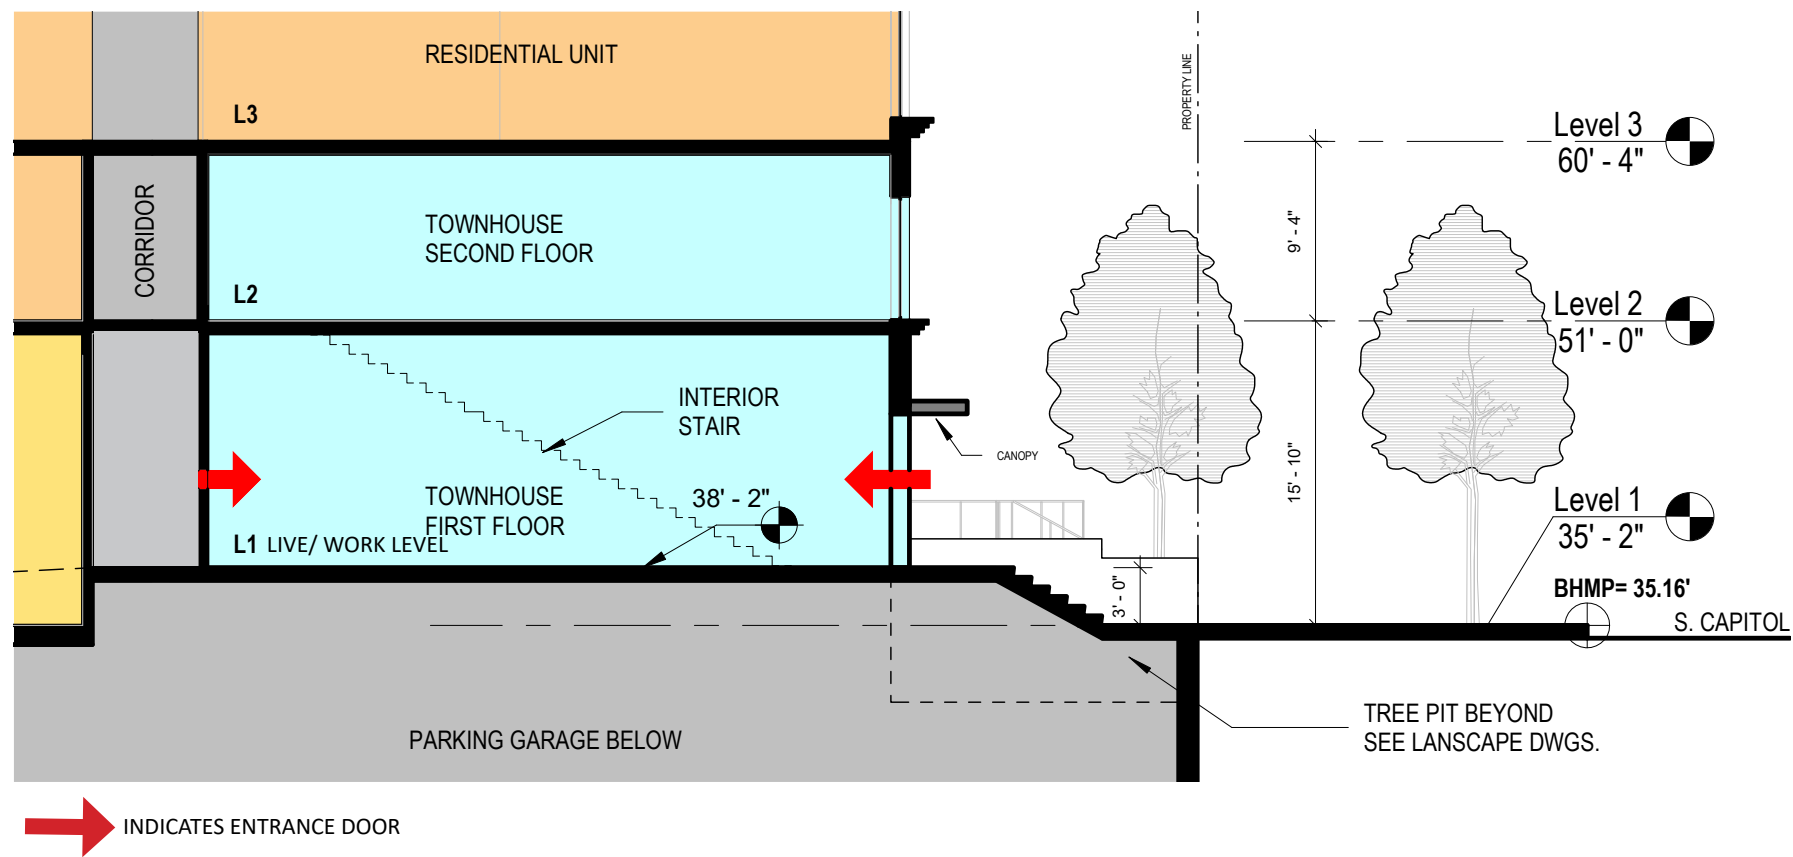 RESIDENTIAL UNIT
L3
PROPERTY LINE
Level 3
60' - 4"
CORRIDOR
TOWNHOUSE
SECOND FLOOR
9' - 4"
L2
Level 2
51' - 0"
INTERIOR
STAIR
CANOPY
TOWNHOUSE
FIRST FLOOR
38' - 2"
15' - 10"
Level 1
35' - 2"
L1 LIVE/ WORK LEVEL
3' - 0"
BHMP= 35.16'
S. CAPITOL
PARKING GARAGE BELOW
TREE PIT BEYOND
SEE LANSCAPE DWGS.
INDICATES ENTRANCE DOOR